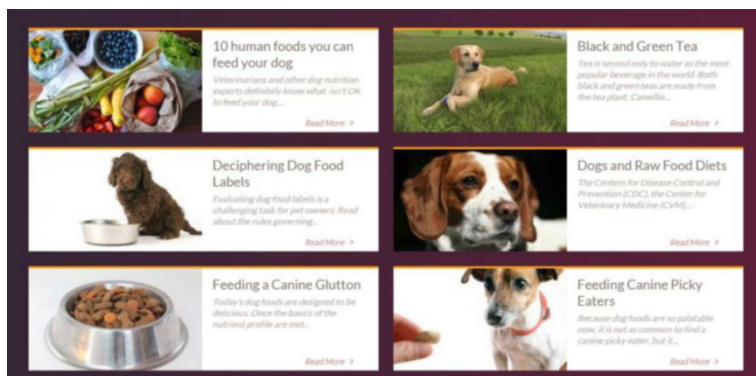 10 human foods you can
feed your dog
Veterinarians and other dog nutrition
experts definitely know what isn't OK
to feed your dog...
Read More >
Black and Green Tea
Tea is second only to water as the most
popular beverage in the world. Both
black and green teas are made from
the tea plant, Camellia...
Read More >
Deciphering Dog Food
Labels
Evaluating dog food labels is a
challenging task for pet owners. Read
about the rules governing...
Read More >
Dogs and Raw Food Diets
The Centers for Disease Control and
Prevention (CDC), the Center for
Veterinary Medicine (CVM),...
Read More >
Feeding a Canine Glutton
Today's dog foods are designed to be
delicious. Once the basics of the
nutrient profile are met...
Read More >
Feeding Canine Picky
Eaters
Because dog foods are so palatable
now, it is not as common to find a
canine picky eater, but it...
Read More >